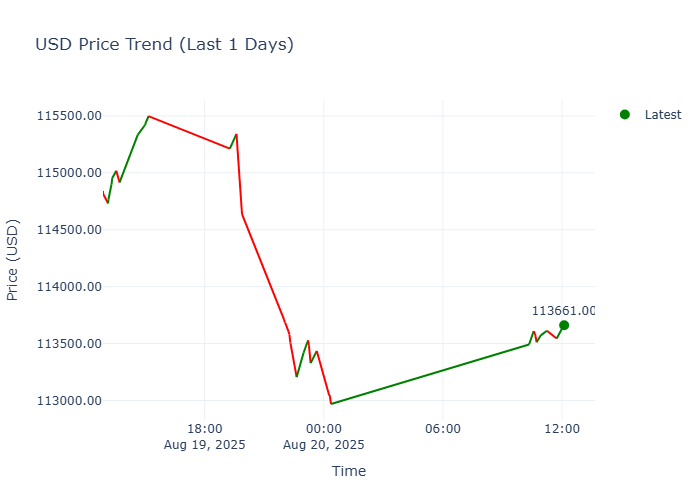 USD Price Trend (Last 1 Days)
Latest
115500.00
115000.00
114500.00
114000.00
113500.00
113000.00
Price (USD)
113661.00
18:00
Aug 19, 2025
00:00
Aug 20, 2025
06:00
12:00
Time